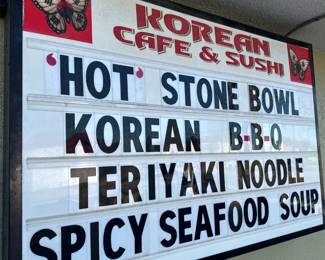 KOREAN
CAFE & SUSHI
'HOT' STONE BOWL
KOREAN B-B-Q
TERIYAKI NOODLE
SPICY SEAFOOD SOUP